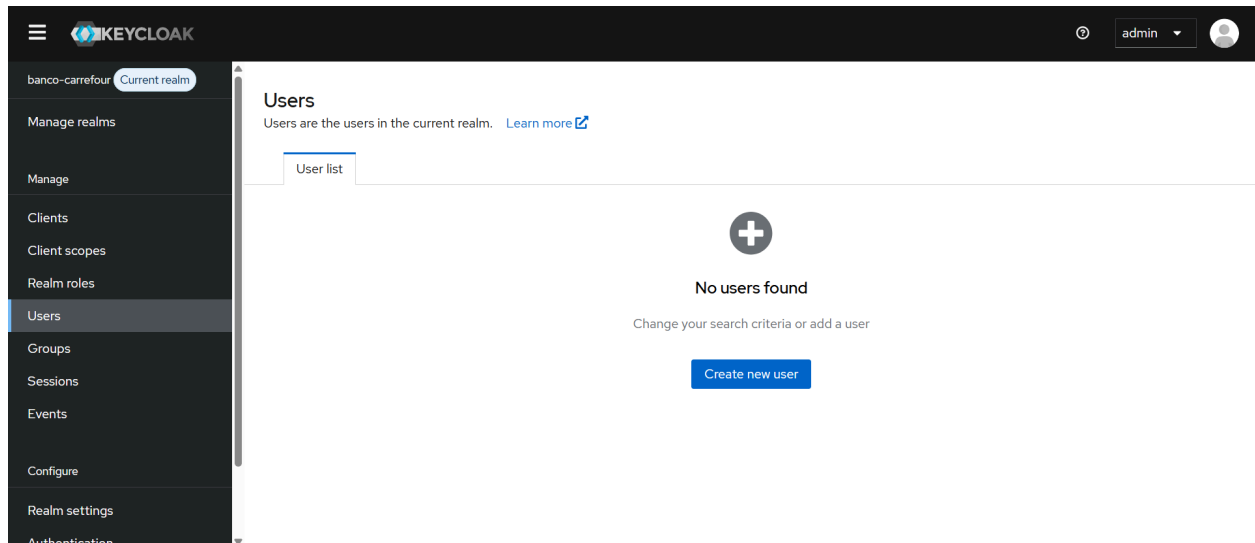 KEYCLOAK
admin
banco-carrefour Current realm
Manage realms
Manage
Clients
Client scopes
Realm roles
Users
Groups
Sessions
Events
Configure
Realm settings
Authentication
Users
Users are the users in the current realm. Learn more
User list
No users found
Change your search criteria or add a user
Create new user